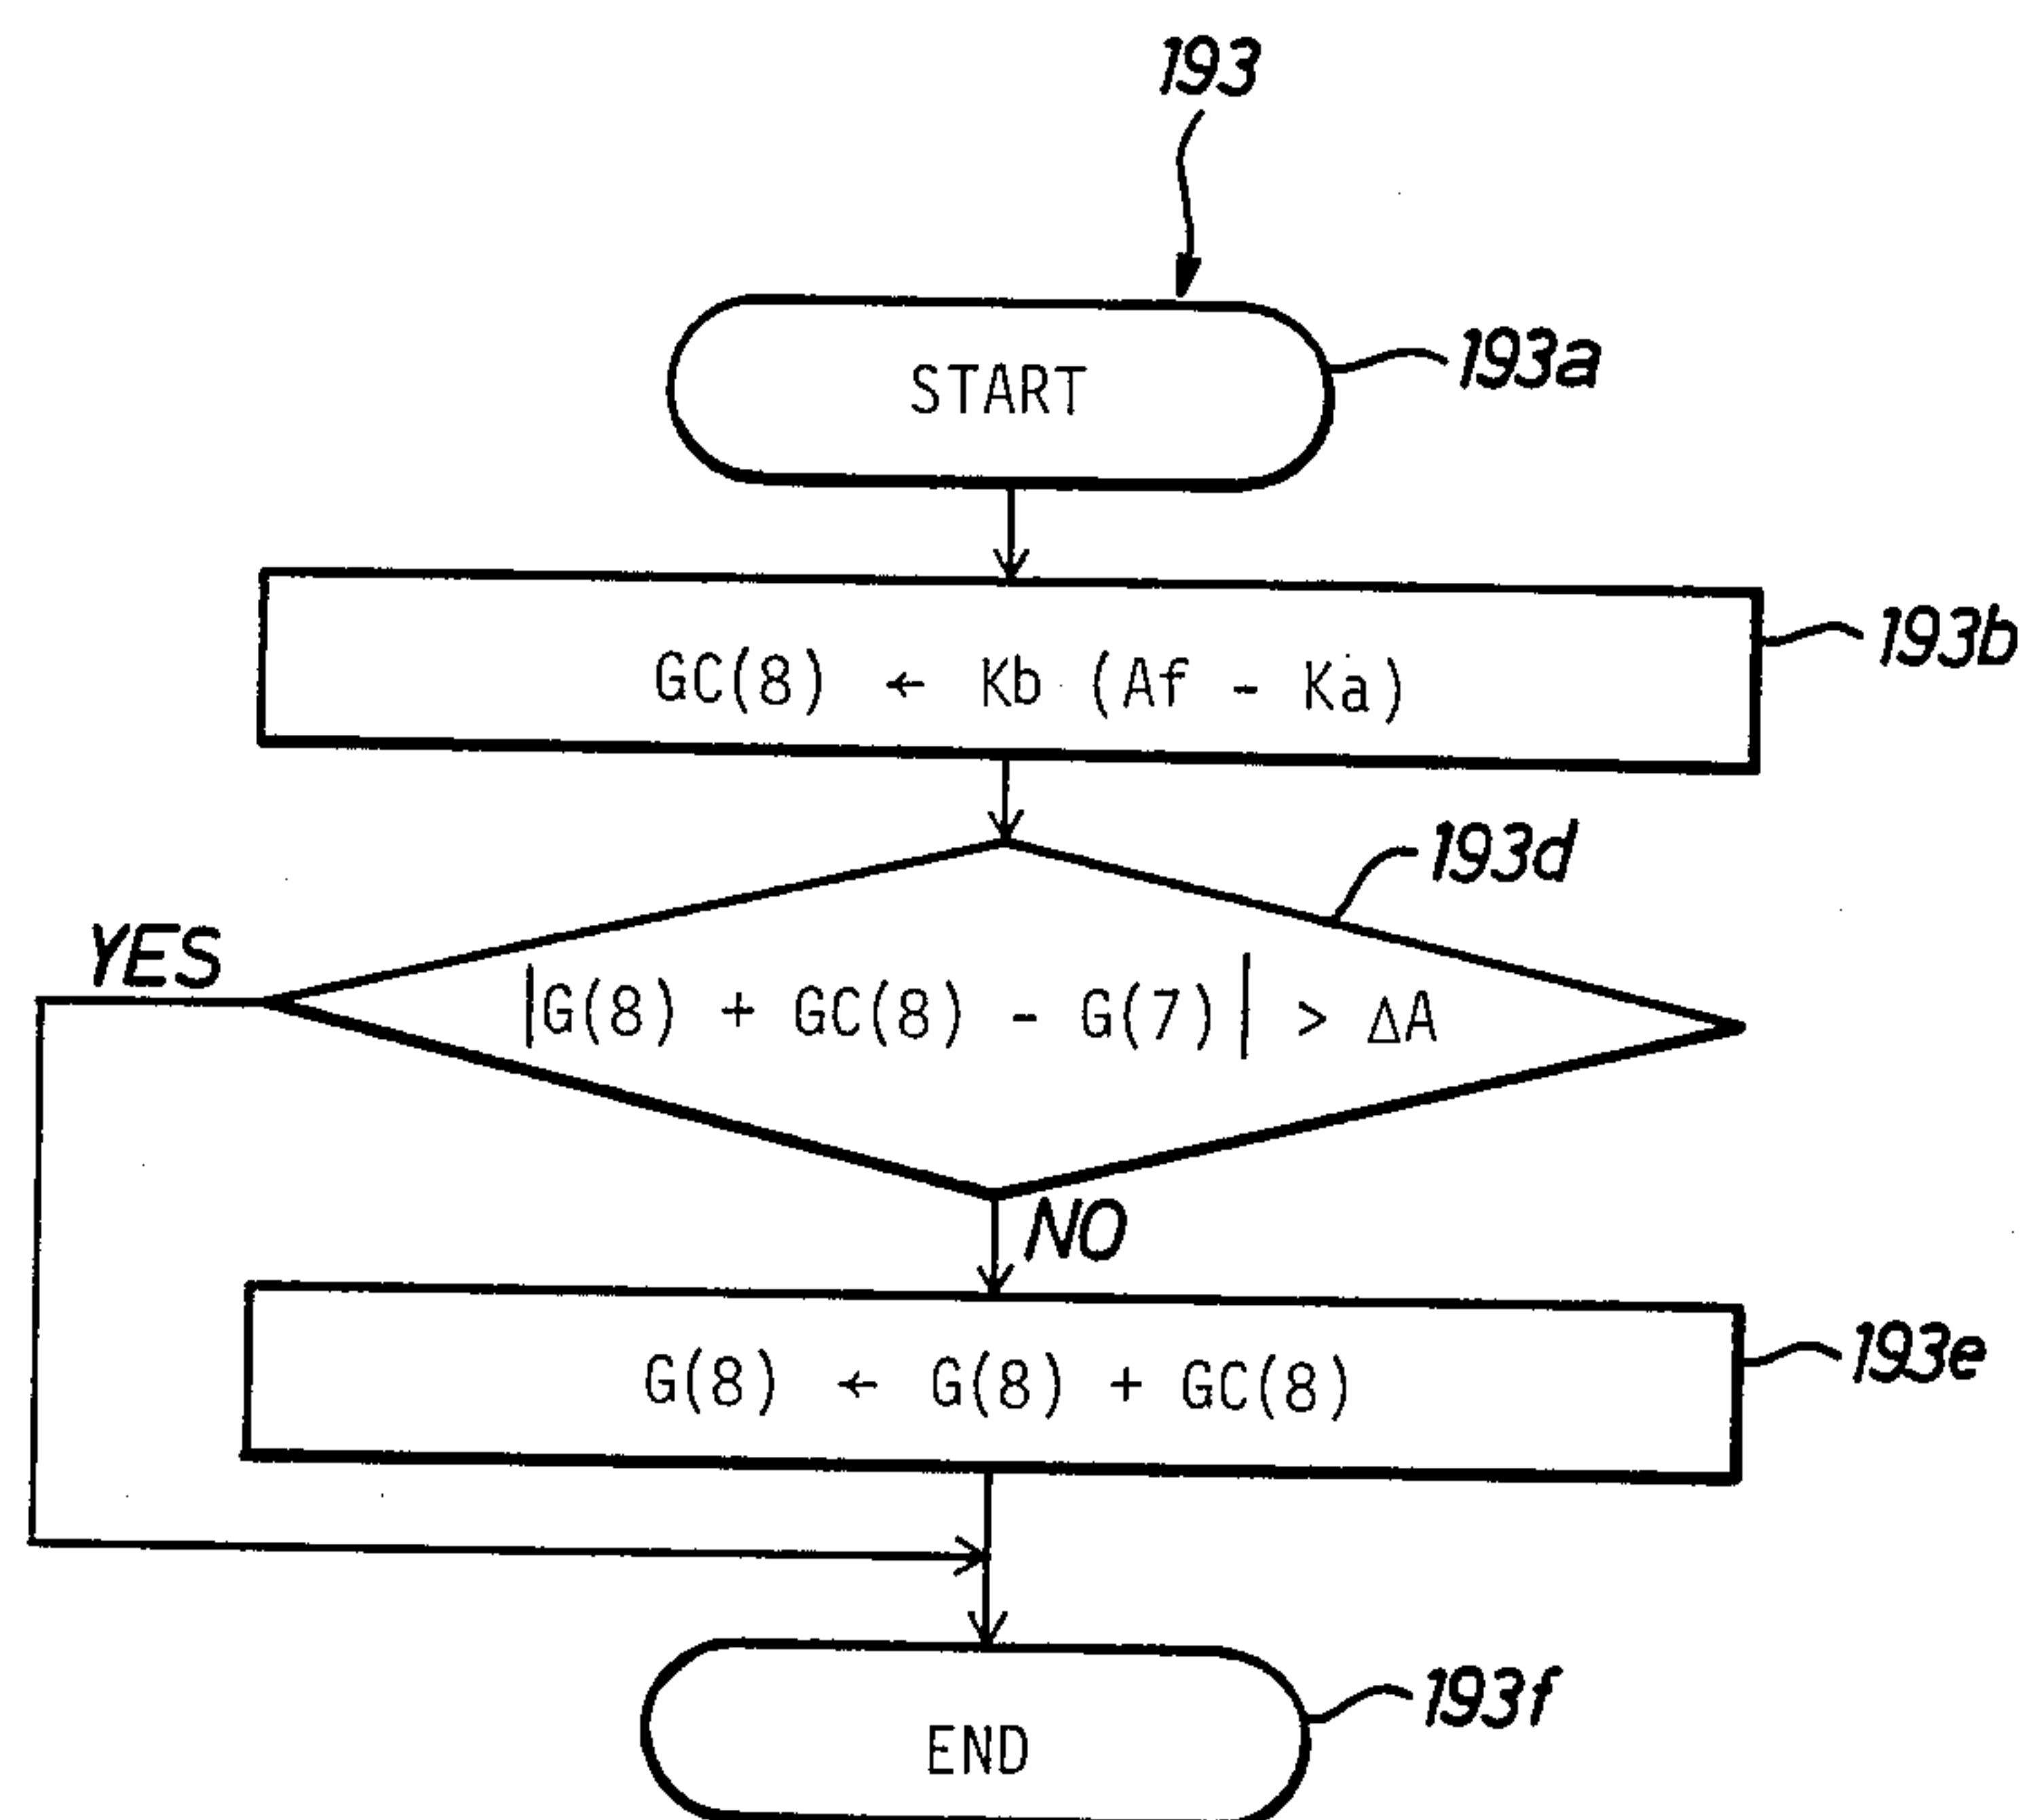 193
START
193a
GC(8) ← Kb (Af - Ka)
193b
193d
YES
|G(8) + GC(8) - G(7)| > ΔA
NO
G(8) ← G(8) + GC(8)
193e
END
193f